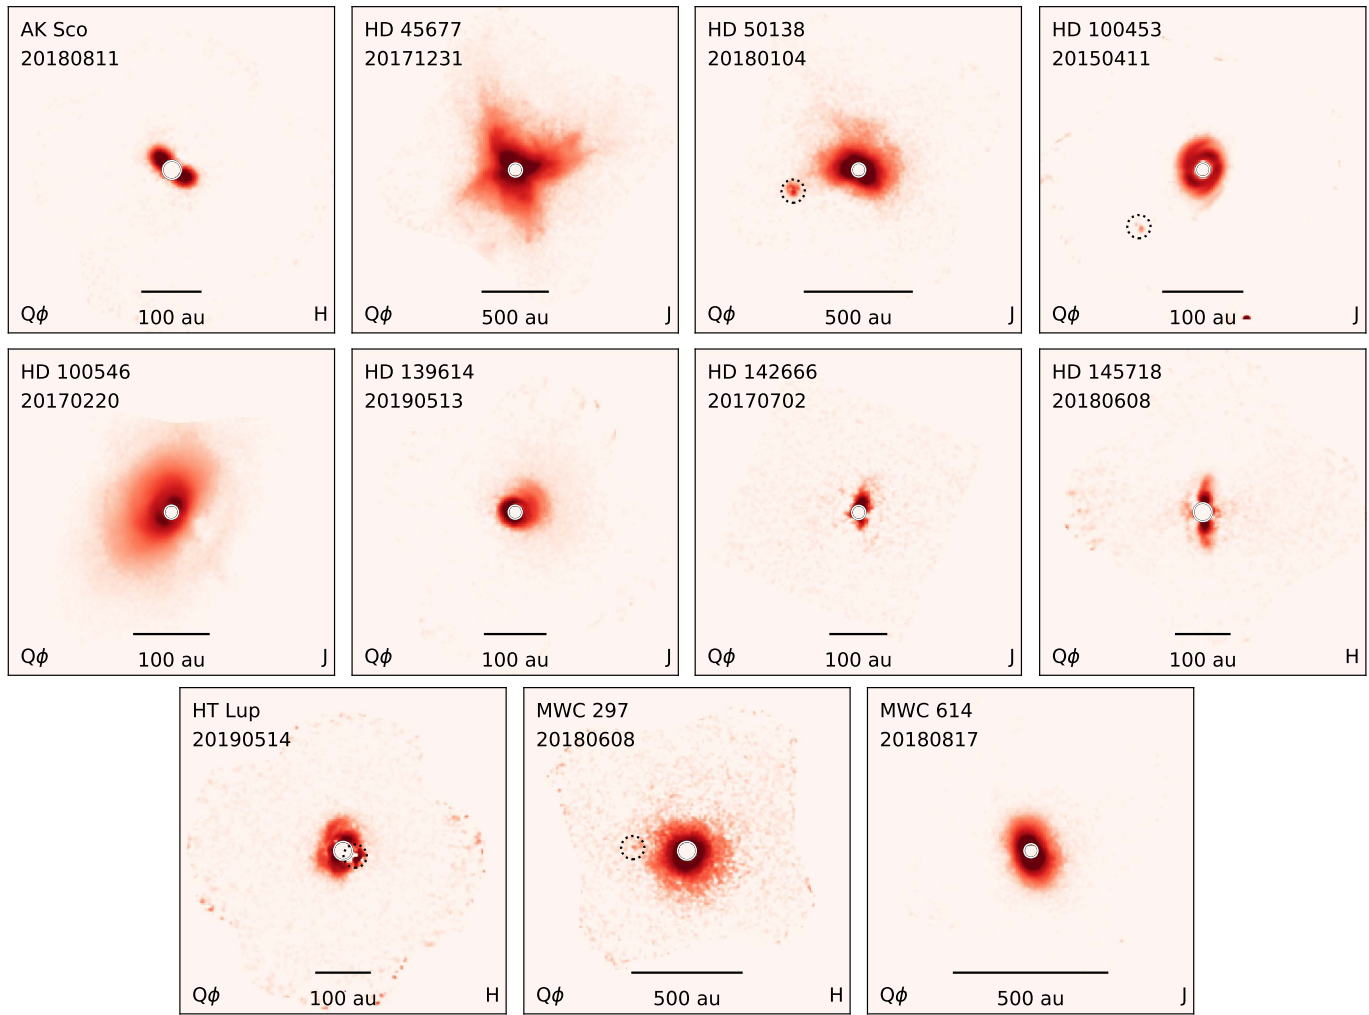 AK Sco
20180811
Qϕ
100 au
H
HD 45677
20171231
Qϕ
500 au
J
HD 50138
20180104
Qϕ
500 au
J
HD 100453
20150411
Qϕ
100 au
J
HD 100546
20170220
Qϕ
100 au
J
HD 139614
20190513
Qϕ
100 au
J
HD 142666
20170702
Qϕ
100 au
J
HD 145718
20180608
Qϕ
100 au
H
HT Lup
20190514
Qϕ
100 au
H
MWC 297
20180608
Qϕ
500 au
H
MWC 614
20180817
Qϕ
500 au
J